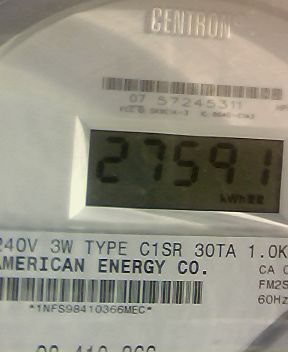 CENTRON
07 57245311
27591
kWh
240V 3W TYPE C1SR 30TA 1.0K
AMERICAN ENERGY CO.
CA
FM2S
60Hz
*1NFS98410366MEC*